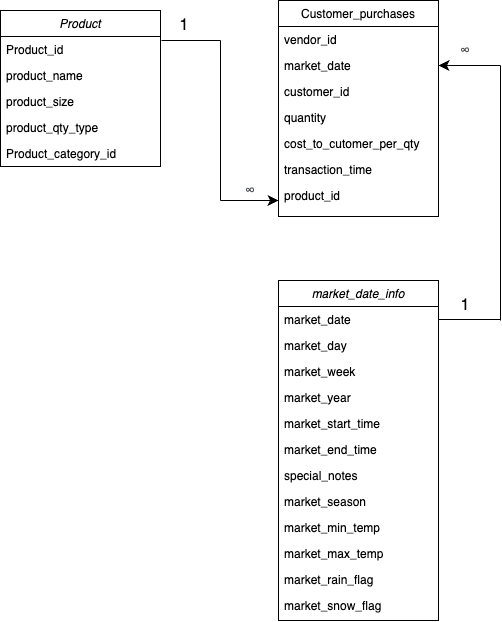 Product
Product_id
product_name
product_size
product_qty_type
Product_category_id
1
∞
Customer_purchases
vendor_id
market_date
customer_id
quantity
cost_to_cutomer_per_qty
transaction_time
product_id
∞
market_date_info
market_date
market_day
market_week
market_year
market_start_time
market_end_time
special_notes
market_season
market_min_temp
market_max_temp
market_rain_flag
market_snow_flag
1